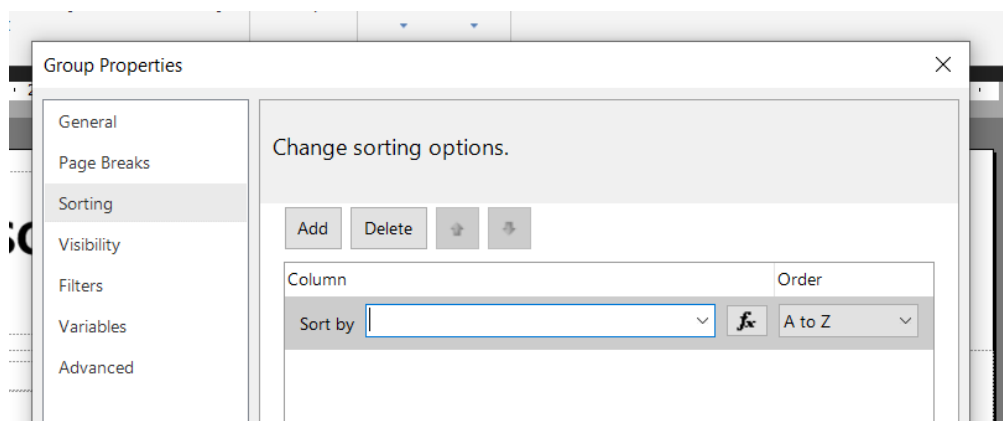 Group Properties
General
Page Breaks
Sorting
Visibility
Filters
Variables
Advanced
Change sorting options.
Add Delete
Column Order
Sort by fx A to Z